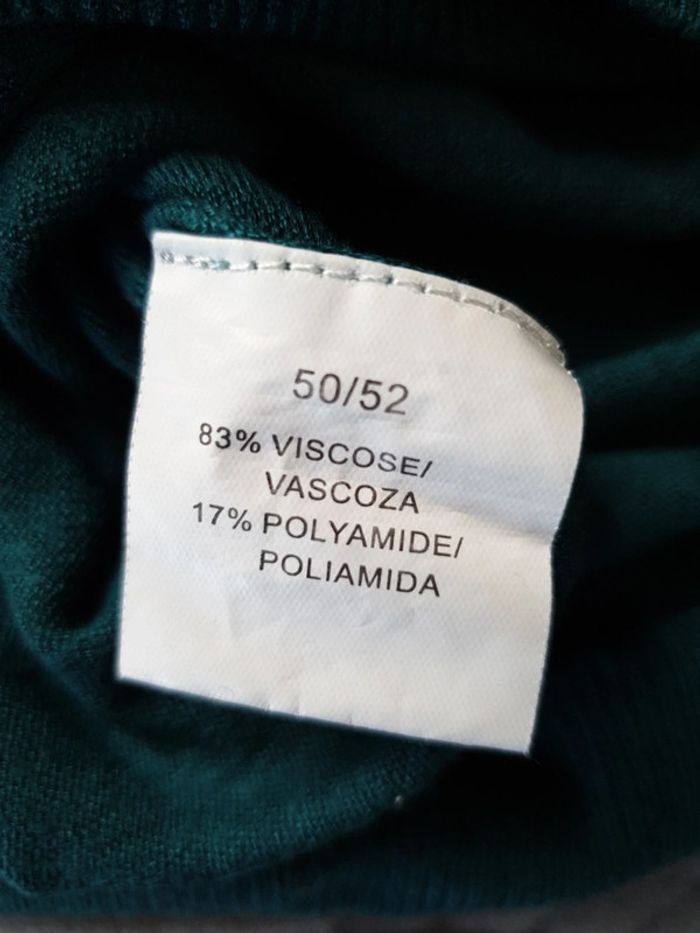 50/52
83% VISCOSE/
VASCOZA
17% POLYAMIDE/
POLIAMIDA